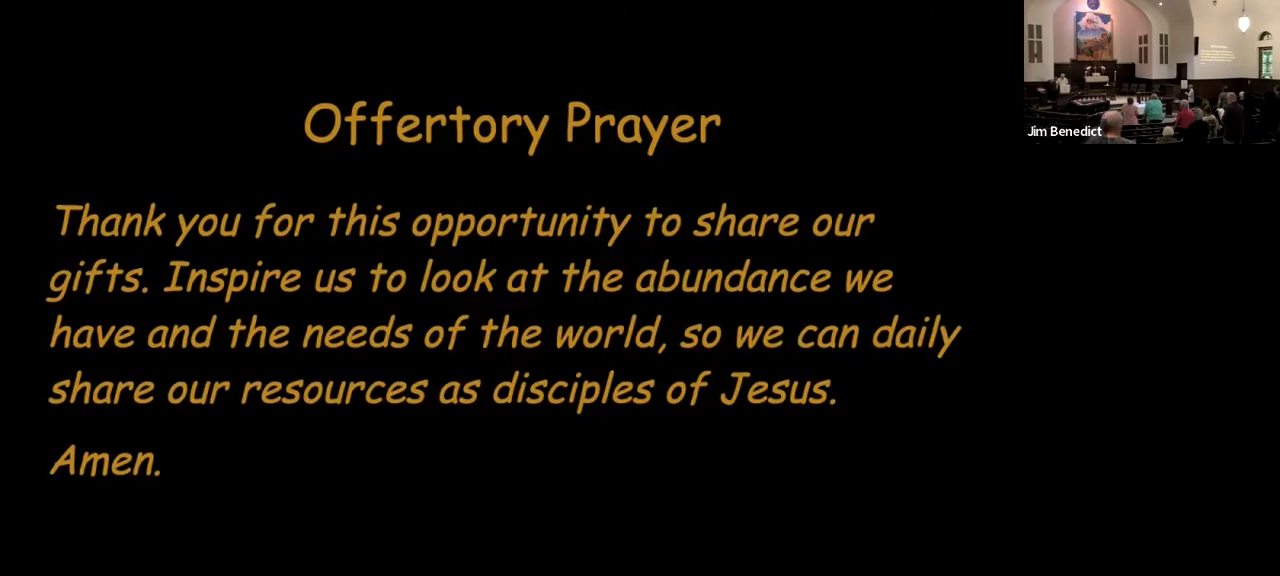 Offertory Prayer
Thank you for this opportunity to share our
gifts. Inspire us to look at the abundance we
have and the needs of the world, so we can daily
share our resources as disciples of Jesus.
Amen.
Jim Benedict